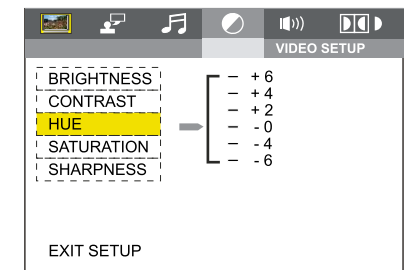 VIDEO SETUP
BRIGHTNESS
CONTRAST
HUE
SATURATION
SHARPNESS
– + 6
– + 4
– + 2
– - 0
– - 4
– - 6
EXIT SETUP